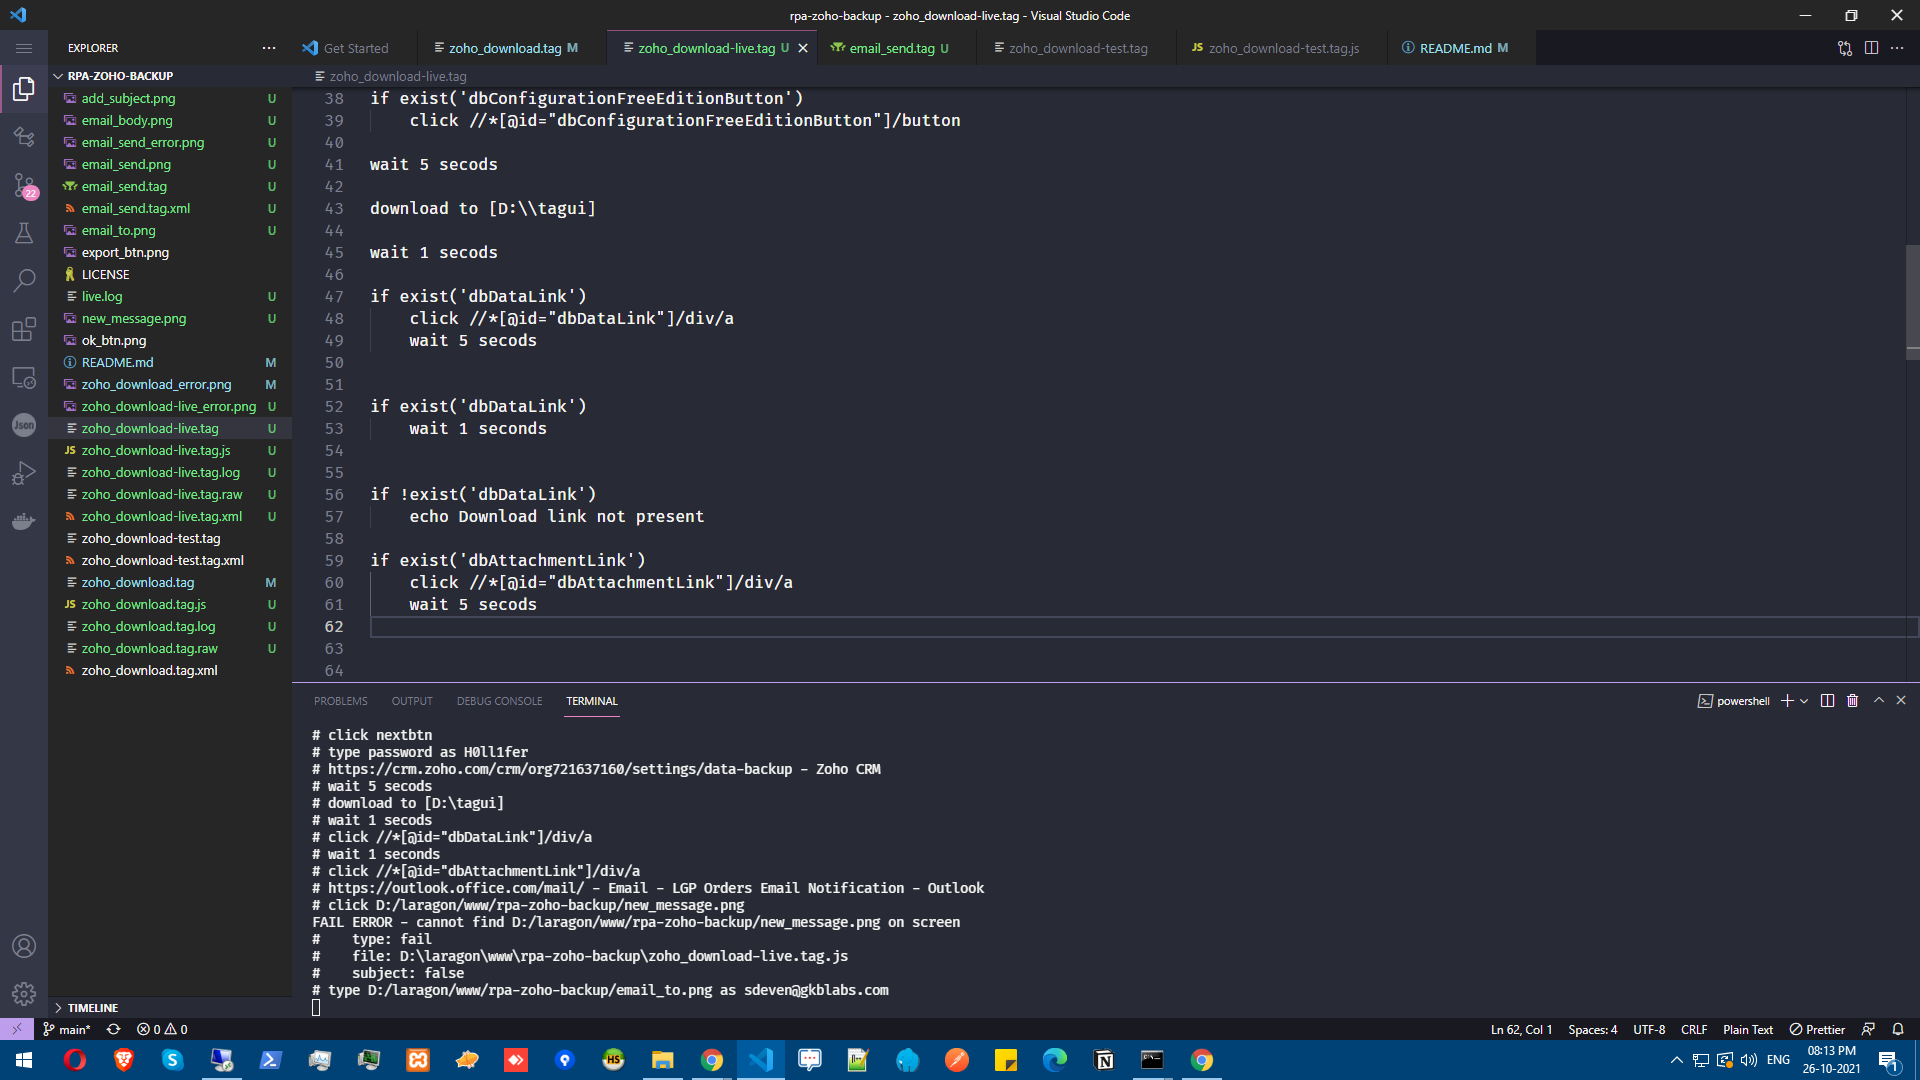 rpa-zoho-backup - zoho_download-live.tag - Visual Studio Code
EXPLORER
Get Started
zoho_download.tag M
zoho_download-live.tag U
email_send.tag U
zoho_download-test.tag
JS zoho_download-test.tag.js
README.md M
RPA-ZOHO-BACKUP
zoho_download-live.tag
add_subject.png U
email_body.png U
email_send_error.png U
email_send.png U
email_send.tag U
email_send.tag.xml U
email_to.png U
export_btn.png
LICENSE
live.log U
new_message.png U
ok_btn.png
README.md M
zoho_download_error.png M
zoho_download-live_error.png U
zoho_download-live.tag U
JS zoho_download-live.tag.js U
zoho_download-live.tag.log U
zoho_download-live.tag.raw U
zoho_download-live.tag.xml U
zoho_download-test.tag
zoho_download-test.tag.xml
zoho_download.tag M
JS zoho_download.tag.js U
zoho_download.tag.log U
zoho_download.tag.raw U
zoho_download.tag.xml
22
Json
TIMELINE
38 if exist('dbConfigurationFreeEditionButton')
39 click //*[@id="dbConfigurationFreeEditionButton"]/button
40
41 wait 5 secods
42
43 download to [D:\\tagui]
44
45 wait 1 secods
46
47 if exist('dbDataLink')
48 click //*[@id="dbDataLink"]/div/a
49 wait 5 secods
50
51
52 if exist('dbDataLink')
53 wait 1 seconds
54
55
56 if !exist('dbDataLink')
57 echo Download link not present
58
59 if exist('dbAttachmentLink')
60 click //*[@id="dbAttachmentLink"]/div/a
61 wait 5 secods
62
63
64
PROBLEMS OUTPUT DEBUG CONSOLE TERMINAL
powershell
# click nextbtn
# type password as H0ll1fer
# https://crm.zoho.com/crm/org721637160/settings/data-backup - Zoho CRM
# wait 5 secods
# download to [D:\tagui]
# wait 1 secods
# click //*[@id="dbDataLink"]/div/a
# wait 1 seconds
# click //*[@id="dbAttachmentLink"]/div/a
# https://outlook.office.com/mail/ - Email - LGP Orders Email Notification - Outlook
# click D:/laragon/www/rpa-zoho-backup/new_message.png
FAIL ERROR - cannot find D:/laragon/www/rpa-zoho-backup/new_message.png on screen
# type: fail
# file: D:\laragon\www\rpa-zoho-backup\zoho_download-live.tag.js
# subject: false
# type D:/laragon/www/rpa-zoho-backup/email_to.png as sdeven@gkblabs.com
main* 0 0
Ln 62, Col 1 Spaces: 4 UTF-8 CRLF Plain Text Prettier
HS
ENG
08:13 PM
26-10-2021
1